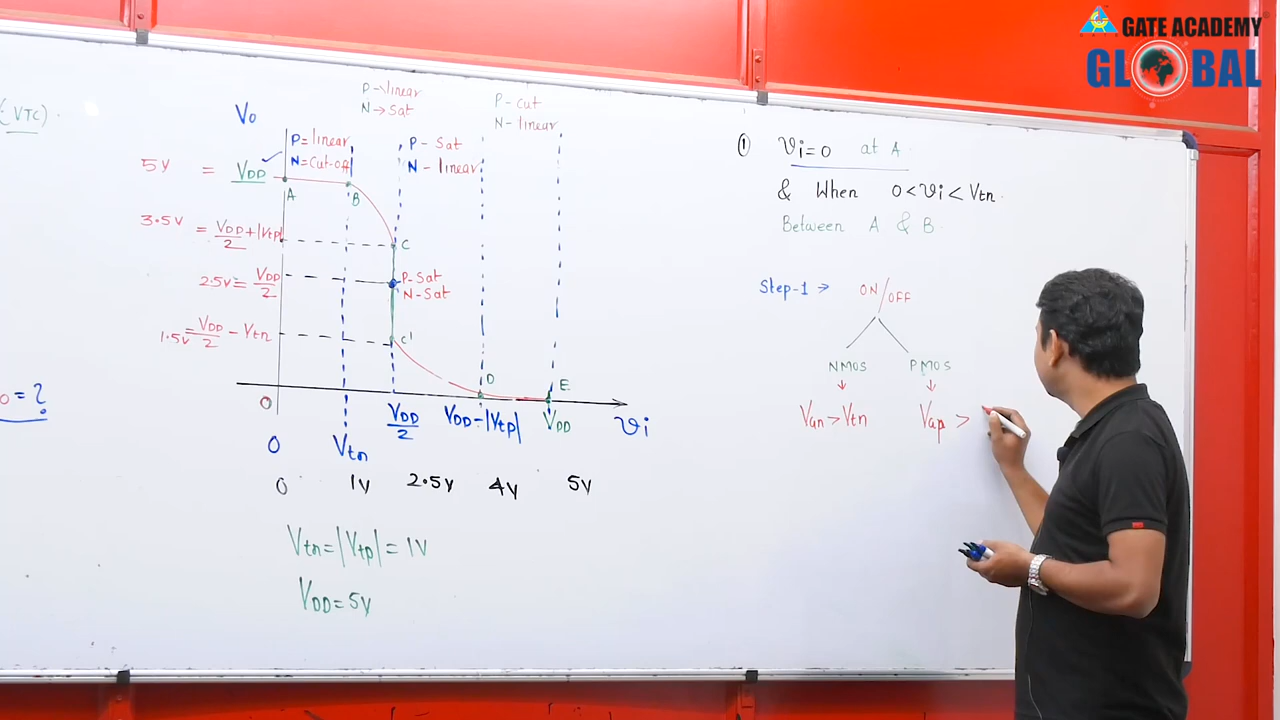 GATE ACADEMY
GLOBAL
(VTC).
Vo
P→linear
N→Sat
P-cut
N-linear
P=linear
N=Cut-off
P-Sat
N-linear
5V = VDD
A
B
3.5V = VDD/2+|Vtp|
C
2.5V= VDD/2
P-Sat
N-Sat
1.5V = VDD/2 - Vtn
C'
D
E
0
0
Vtn
VDD/2
VDD-|Vtp|
VDD
Vi
0 1V 2.5V 4V 5V
Vtn=|Vtp|=1V
VDD=5V
o=?
① Vi=0 at A
& When 0<Vi<Vtn.
Between A & B
Step-1 → ON/OFF
NMOS PMOS
>Vtn
>